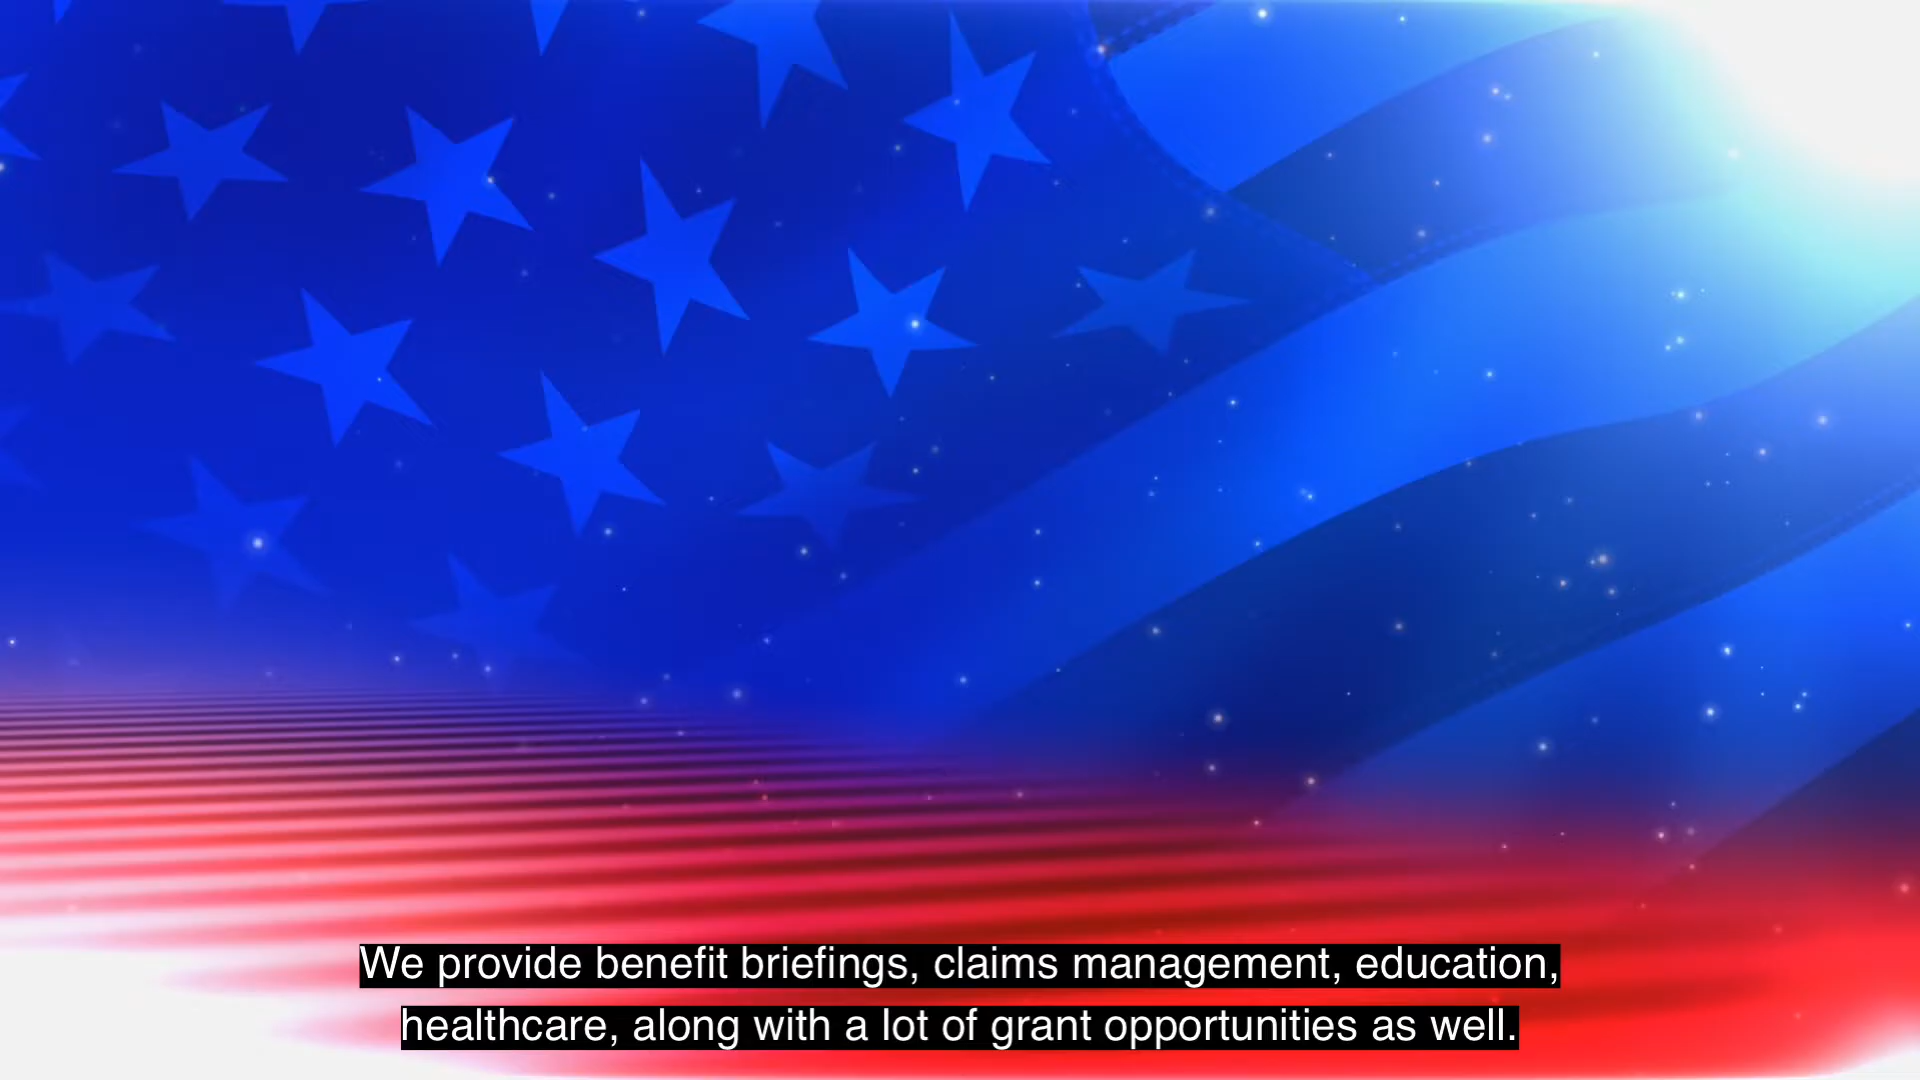 We provide benefit briefings, claims management, education,
healthcare, along with a lot of grant opportunities as well.